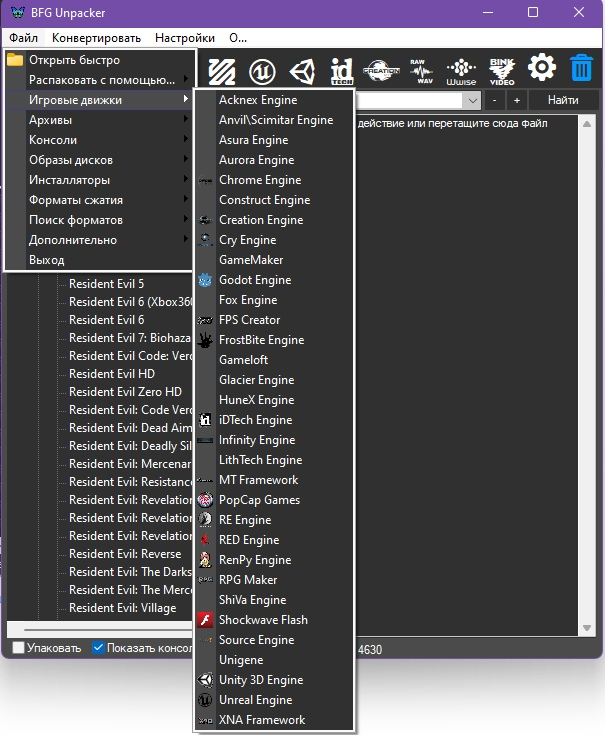 BFG Unpacker
Файл Конвертировать Настройки О...
Открыть быстро
Распаковать с помощью...
Игровые движки
Архивы
Консоли
Образы дисков
Инсталляторы
Форматы сжатия
Поиск форматов
Дополнительно
Выход
id TECH
CREATION
RAW WAV
Wwise
BINK VIDEO
- + Найти
действие или перетащите сюда файл
Acknex Engine
Anvil\Scimitar Engine
Asura Engine
Aurora Engine
Chrome Engine
Construct Engine
Creation Engine
Cry Engine
GameMaker
Godot Engine
Fox Engine
FPS Creator
FrostBite Engine
Gameloft
Glacier Engine
HuneX Engine
iDTech Engine
Infinity Engine
LithTech Engine
MT Framework
PopCap Games
RE Engine
RED Engine
RenPy Engine
RPG Maker
ShiVa Engine
Shockwave Flash
Source Engine
Unigene
Unity 3D Engine
Unreal Engine
XNA Framework
Resident Evil 5
Resident Evil 6 (Xbox360
Resident Evil 6
Resident Evil 7: Biohaza
Resident Evil Code: Verc
Resident Evil HD
Resident Evil Zero HD
Resident Evil: Code Verc
Resident Evil: Dead Aim
Resident Evil: Deadly Sil
Resident Evil: Mercenar
Resident Evil: Resistanc
Resident Evil: Revelation
Resident Evil: Revelation
Resident Evil: Revelation
Resident Evil: Reverse
Resident Evil: The Darks
Resident Evil: The Merce
Resident Evil: Village
Упаковать Показать консол 4630